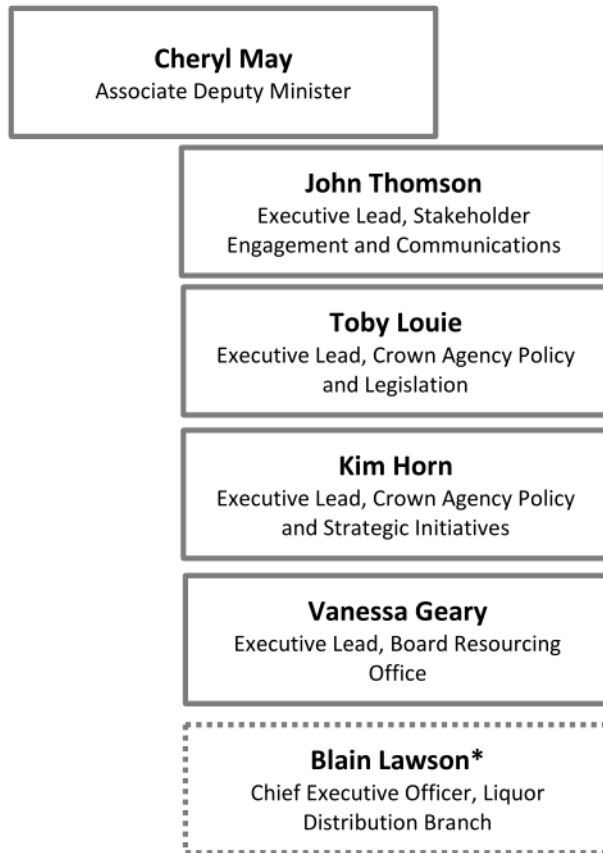 Cheryl May
Associate Deputy Minister
John Thomson
Executive Lead, Stakeholder
Engagement and Communications
Toby Louie
Executive Lead, Crown Agency Policy
and Legislation
Kim Horn
Executive Lead, Crown Agency Policy
and Strategic Initiatives
Vanessa Geary
Executive Lead, Board Resourcing
Office
Blain Lawson*
Chief Executive Officer, Liquor
Distribution Branch